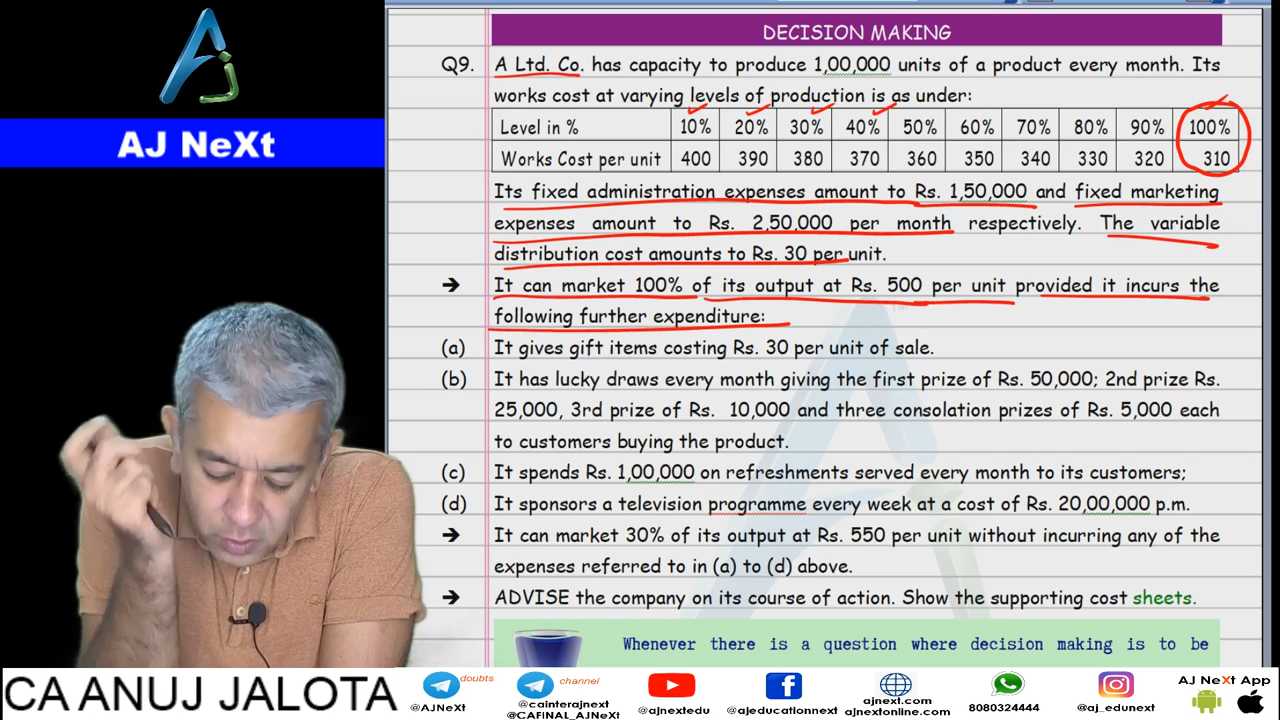 AJ NeXt
DECISION MAKING
Q9. A Ltd. Co. has capacity to produce 1,00,000 units of a product every month. Its
works cost at varying levels of production is as under:
Level in % 10% 20% 30% 40% 50% 60% 70% 80% 90% 100%
Works Cost per unit 400 390 380 370 360 350 340 330 320 310
Its fixed administration expenses amount to Rs. 1,50,000 and fixed marketing
expenses amount to Rs. 2,50,000 per month respectively. The variable
distribution cost amounts to Rs. 30 per unit.
→ It can market 100% of its output at Rs. 500 per unit provided it incurs the
following further expenditure:
(a) It gives gift items costing Rs. 30 per unit of sale.
(b) It has lucky draws every month giving the first prize of Rs. 50,000; 2nd prize Rs.
25,000, 3rd prize of Rs. 10,000 and three consolation prizes of Rs. 5,000 each
to customers buying the product.
(c) It spends Rs. 1,00,000 on refreshments served every month to its customers;
(d) It sponsors a television programme every week at a cost of Rs. 20,00,000 p.m.
→ It can market 30% of its output at Rs. 550 per unit without incurring any of the
expenses referred to in (a) to (d) above.
→ ADVISE the company on its course of action. Show the supporting cost sheets.
Whenever there is a question where decision making is to be
CA ANUJ JALOTA
doubts
@AJNeXt
channel
@cainterajnext
@CAFINAL_AJNeXt
@ajnextedu
@ajeducationnext
ajnext.com
ajnextonline.com
8080324444
@aj_edunext
AJ NeXt App